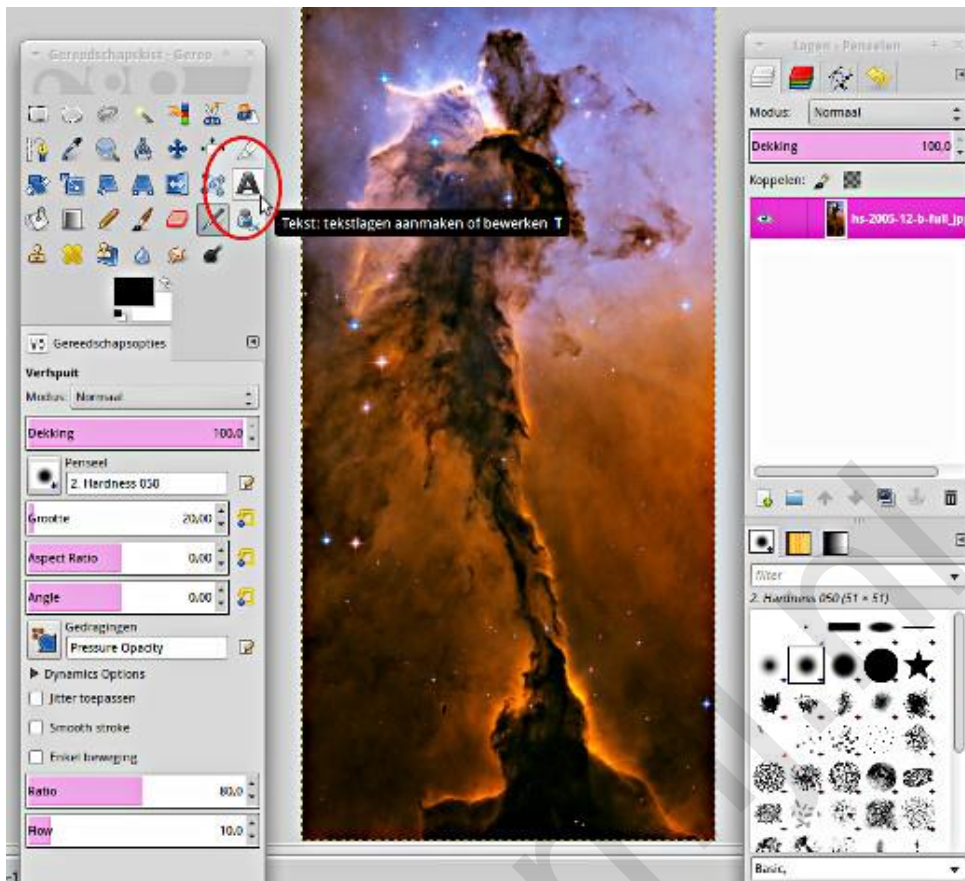 Gereedschapskist - Geree
Tekst: tekstlagen aanmaken of bewerken T
Gereedschapsopties
Verfspuit
Modus: Normaal
Dekking 100,0
Penseel
2. Hardness 050
Grootte 20,00
Aspect Ratio 0,00
Angle 0,00
Gedragingen
Pressure Opacity
Dynamics Options
Jitter toepassen
Smooth stroke
Enkel beweging
Ratio 80,0
Flow 10,0
Lagen - Penselen
Modus: Normaal
Dekking 100,0
Koppelen:
hs-2005-12-b-full_jp
filter
2. Hardness 050 (51 × 51)
Basic,